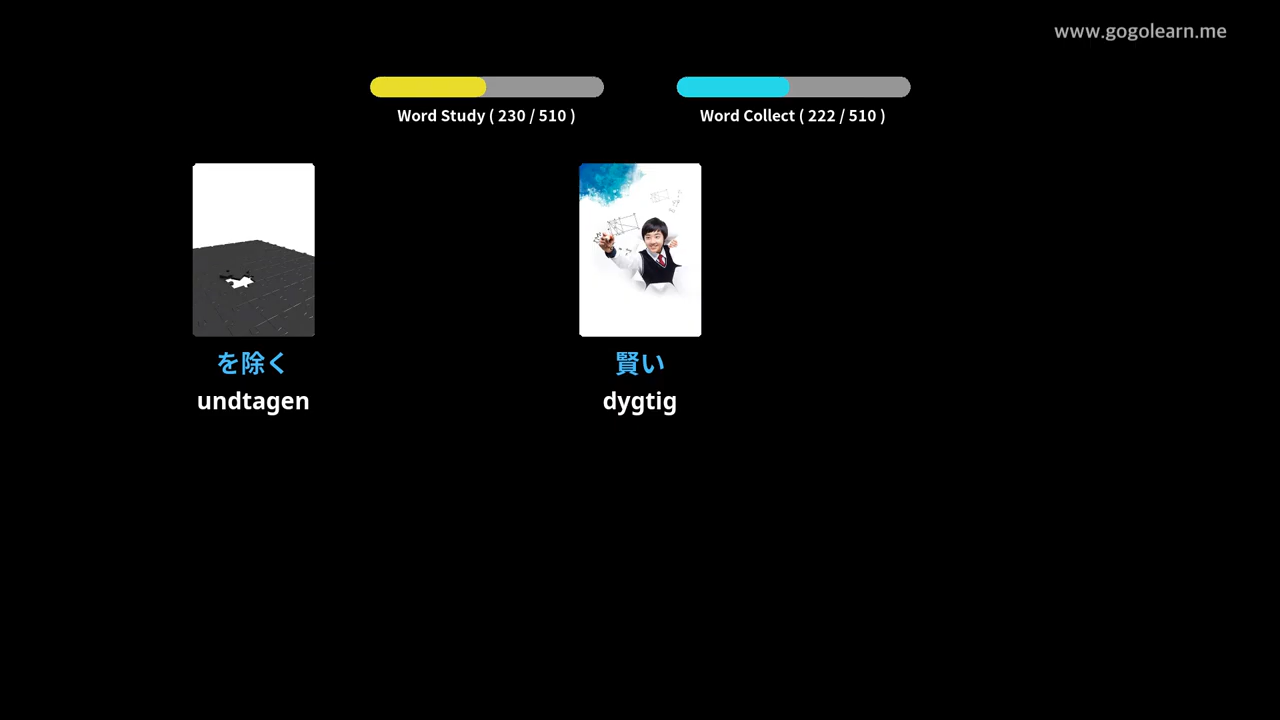 www.gogolearn.me
Word Study ( 230 / 510 )
Word Collect ( 222 / 510 )
を除く
undtagen
賢い
dygtig